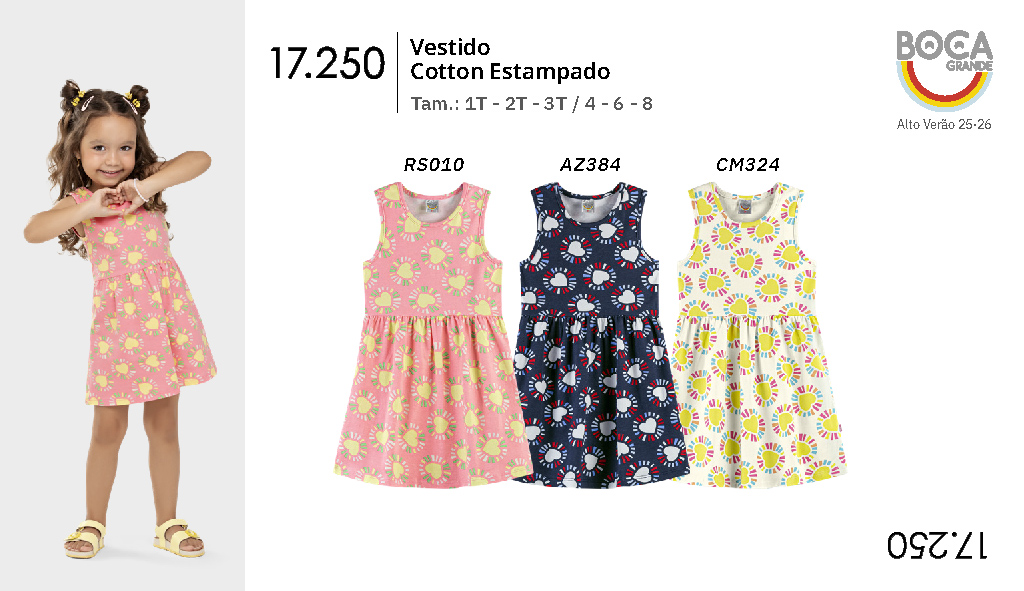 17.250
Vestido
Cotton Estampado
Tam.: 1T - 2T - 3T / 4 - 6 - 8
BOCA
GRANDE
Alto Verão 25-26
RS010
AZ384
CM324
17.250